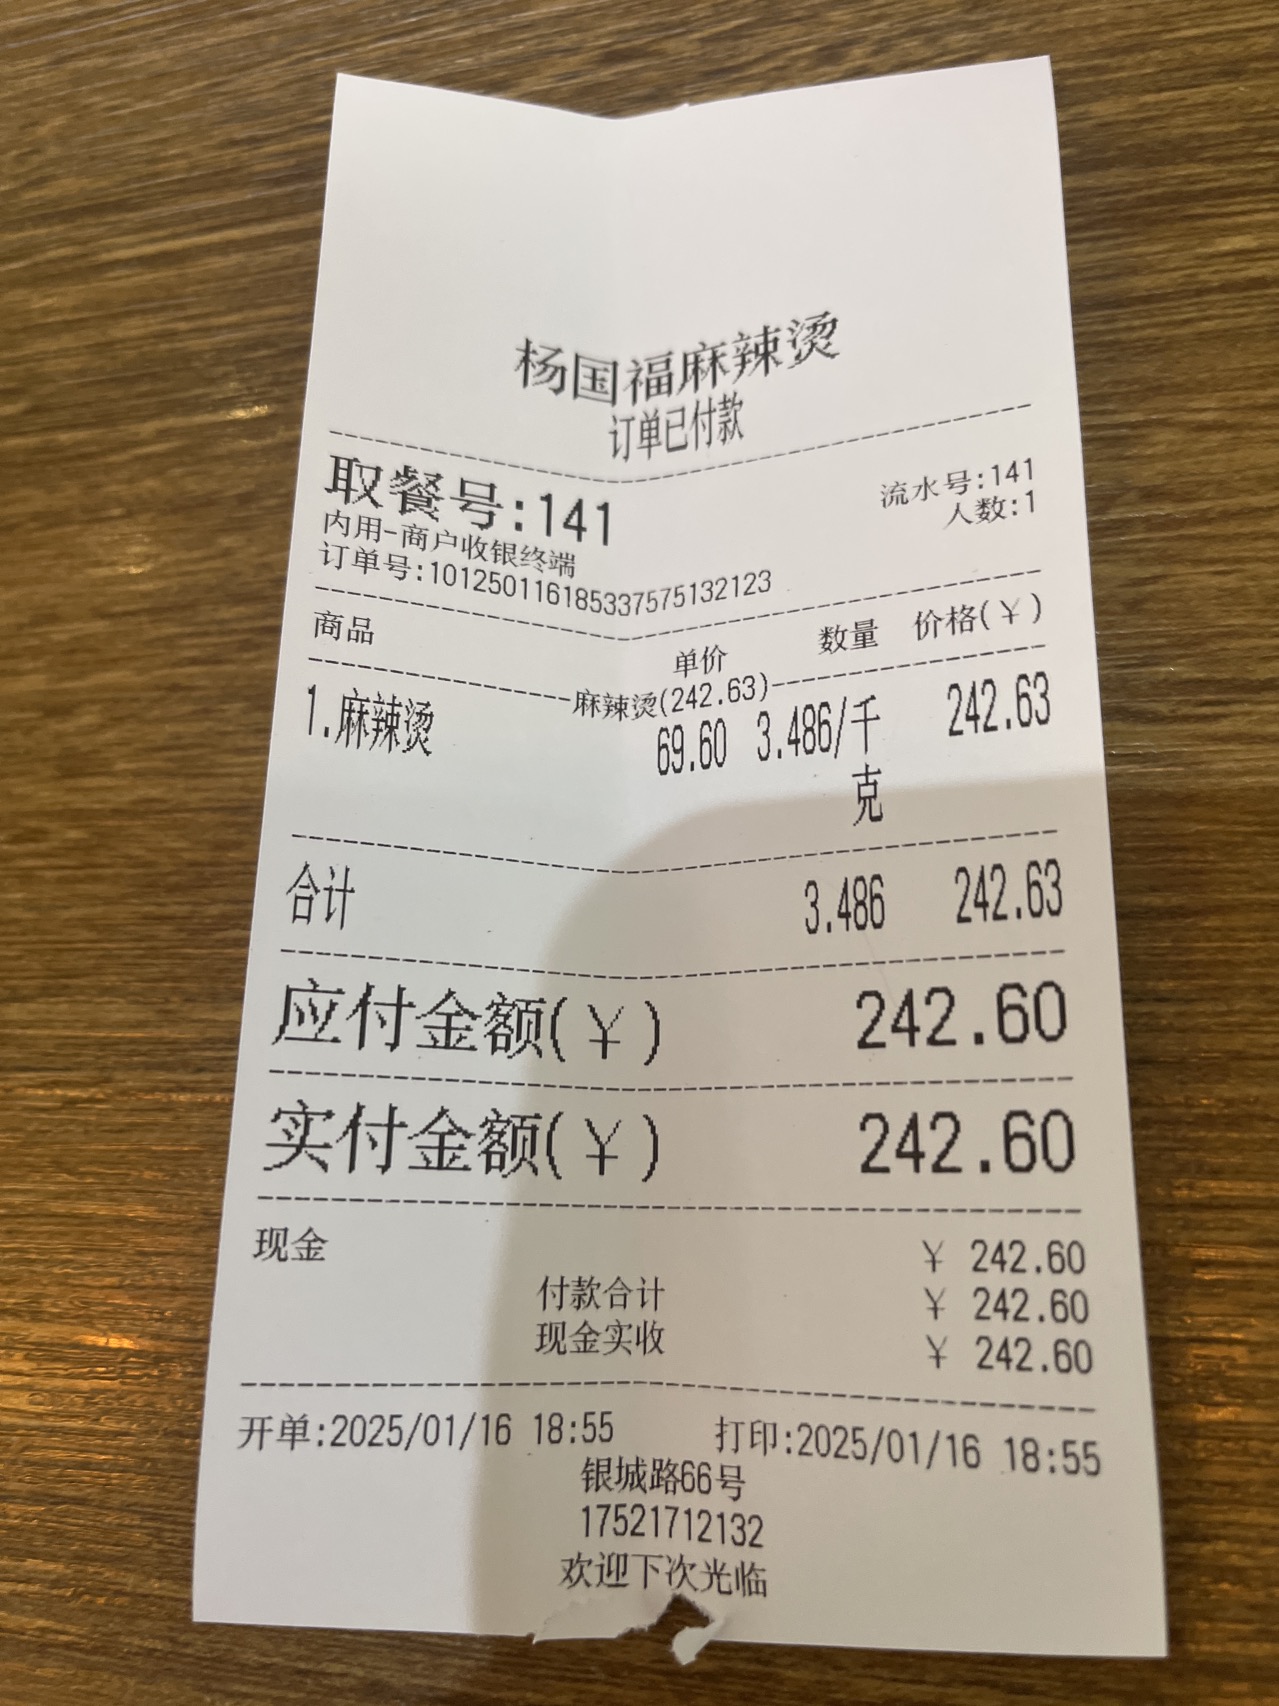 杨国福麻辣烫
订单已付款
取餐号:141 流水号:141
内用-商户收银终端 人数:1
订单号:101250116185337575132123
商品 单价 数量 价格(¥)
麻辣烫(242.63)
1.麻辣烫 69.60 3.486/千克 242.63
合计 3.486 242.63
应付金额(¥) 242.60
实付金额(¥) 242.60
现金 ¥ 242.60
付款合计 ¥ 242.60
现金实收 ¥ 242.60
开单:2025/01/16 18:55 打印:2025/01/16 18:55
银城路66号
17521712132
欢迎下次光临